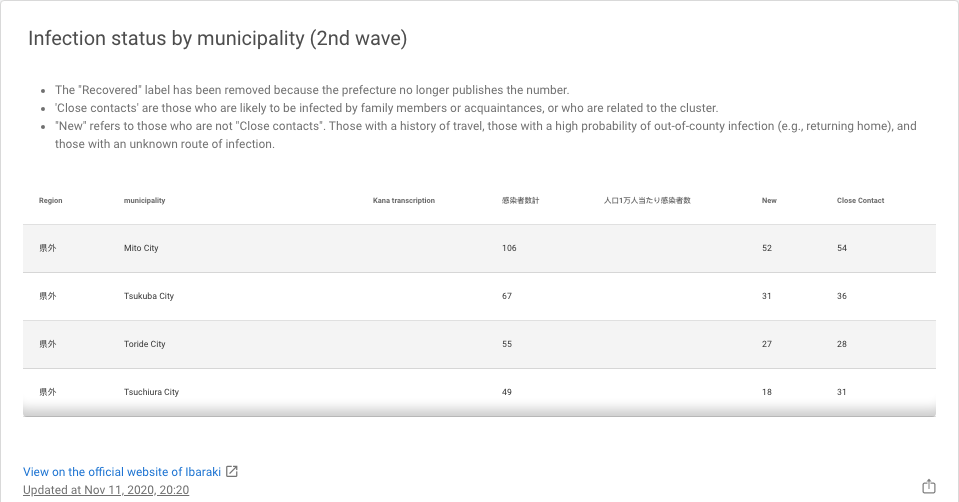 Infection status by municipality (2nd wave)
The "Recovered" label has been removed because the prefecture no longer publishes the number.
'Close contacts' are those who are likely to be infected by family members or acquaintances, or who are related to the cluster.
"New" refers to those who are not "Close contacts". Those with a history of travel, those with a high probability of out-of-county infection (e.g., returning home), and
those with an unknown route of infection.
Region municipality Kana transcription 感染者数計 人口1万人当たり感染者数 New Close Contact
県外 Mito City 106 52 54
県外 Tsukuba City 67 31 36
県外 Toride City 55 27 28
県外 Tsuchiura City 49 18 31
View on the official website of Ibaraki
Updated at Nov 11, 2020, 20:20